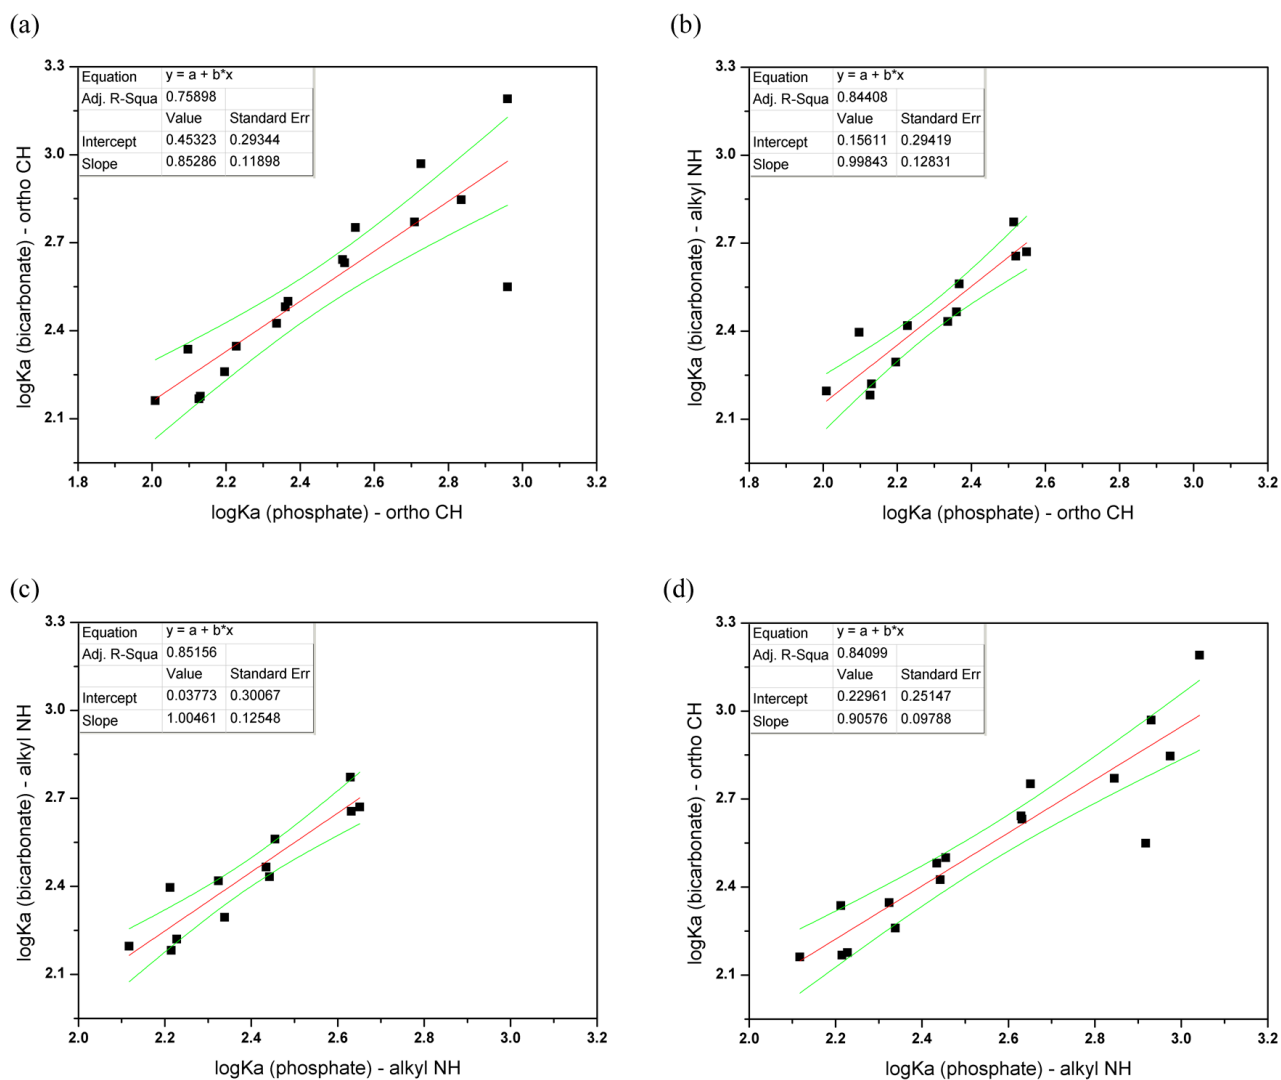 (a)
Equation y = a + b*x
Adj. R-Squa 0.75898
Value Standard Err
Intercept 0.45323 0.29344
Slope 0.85286 0.11898
3.3
3.0
2.7
2.4
2.1
logKa (bicarbonate) - ortho CH
1.8 2.0 2.2 2.4 2.6 2.8 3.0 3.2
logKa (phosphate) - ortho CH
(b)
Equation y = a + b*x
Adj. R-Squa 0.84408
Value Standard Err
Intercept 0.15611 0.29419
Slope 0.99843 0.12831
3.3
3.0
2.7
2.4
2.1
logKa (bicarbonate) - alkyl NH
1.8 2.0 2.2 2.4 2.6 2.8 3.0 3.2
logKa (phosphate) - ortho CH
(c)
Equation y = a + b*x
Adj. R-Squa 0.85156
Value Standard Err
Intercept 0.03773 0.30067
Slope 1.00461 0.12548
3.3
3.0
2.7
2.4
2.1
logKa (bicarbonate) - alkyl NH
2.0 2.2 2.4 2.6 2.8 3.0 3.2
logKa (phosphate) - alkyl NH
(d)
Equation y = a + b*x
Adj. R-Squa 0.84099
Value Standard Err
Intercept 0.22961 0.25147
Slope 0.90576 0.09788
3.3
3.0
2.7
2.4
2.1
logKa (bicarbonate) - ortho CH
2.0 2.2 2.4 2.6 2.8 3.0 3.2
logKa (phosphate) - alkyl NH